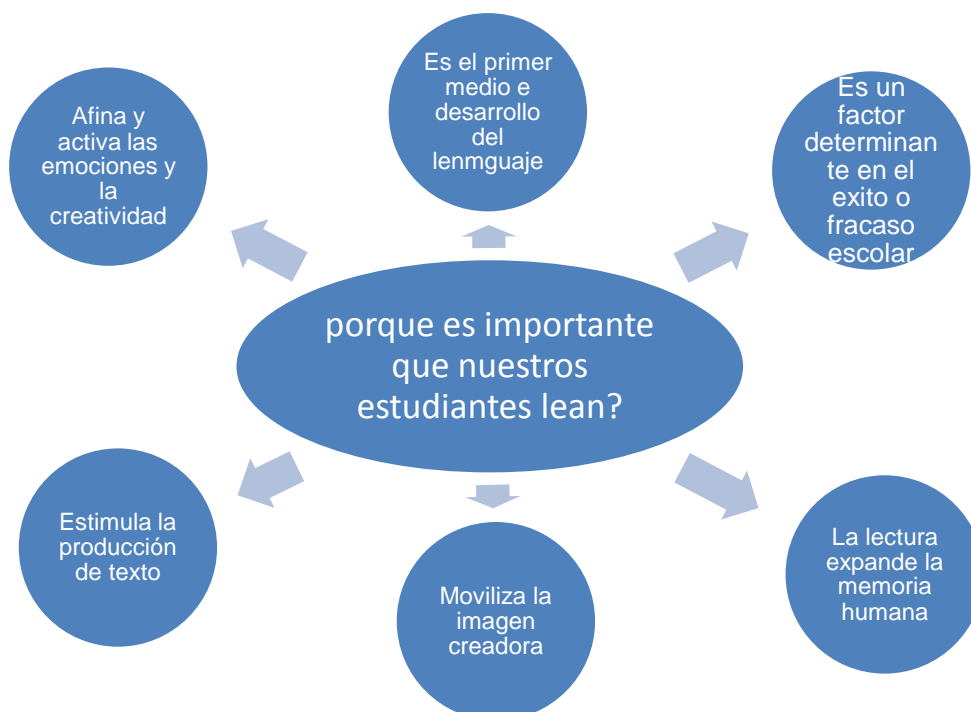 Es el primer
medio e
desarrollo
del
lenmguaje
Es un
factor
determinan
te en el
exito o
fracaso
escolar
Afina y
activa las
emociones y
la
creatividad
porque es importante
que nuestros
estudiantes lean?
Estimula la
producción
de texto
Moviliza la
imagen
creadora
La lectura
expande la
memoria
humana